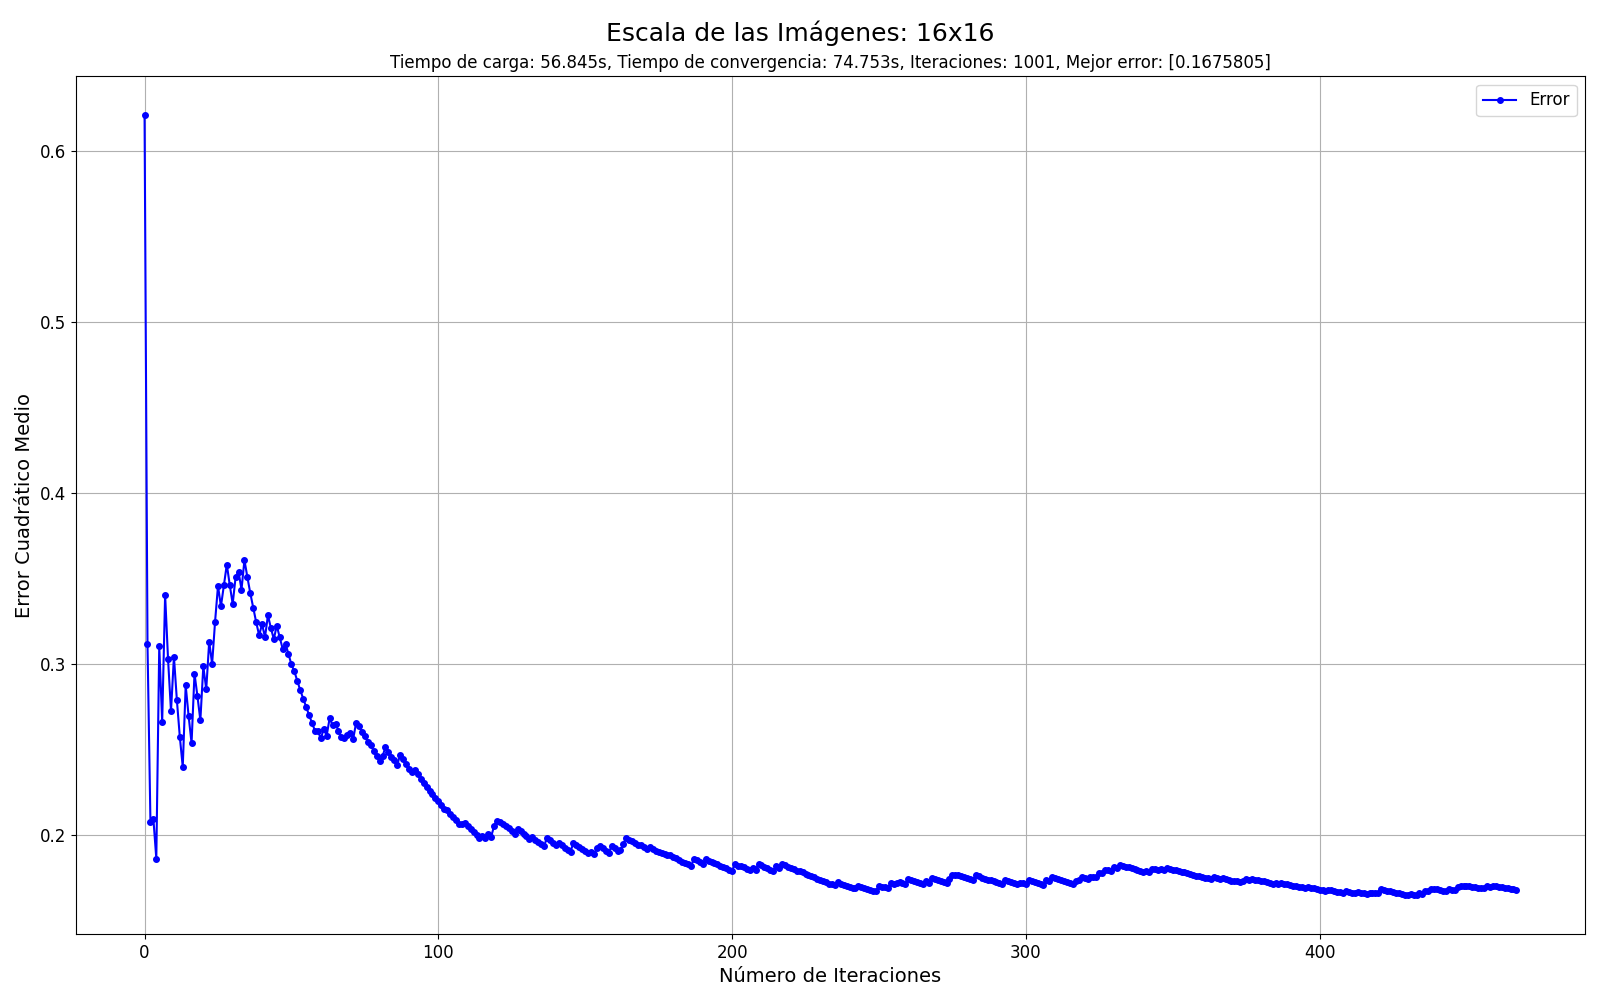 Escala de las Imágenes: 16x16
Tiempo de carga: 56.845s, Tiempo de convergencia: 74.753s, Iteraciones: 1001, Mejor error: [0.1675805]
Error
0.6
0.5
0.4
0.3
0.2
Error Cuadrático Medio
0 100 200 300 400
Número de Iteraciones